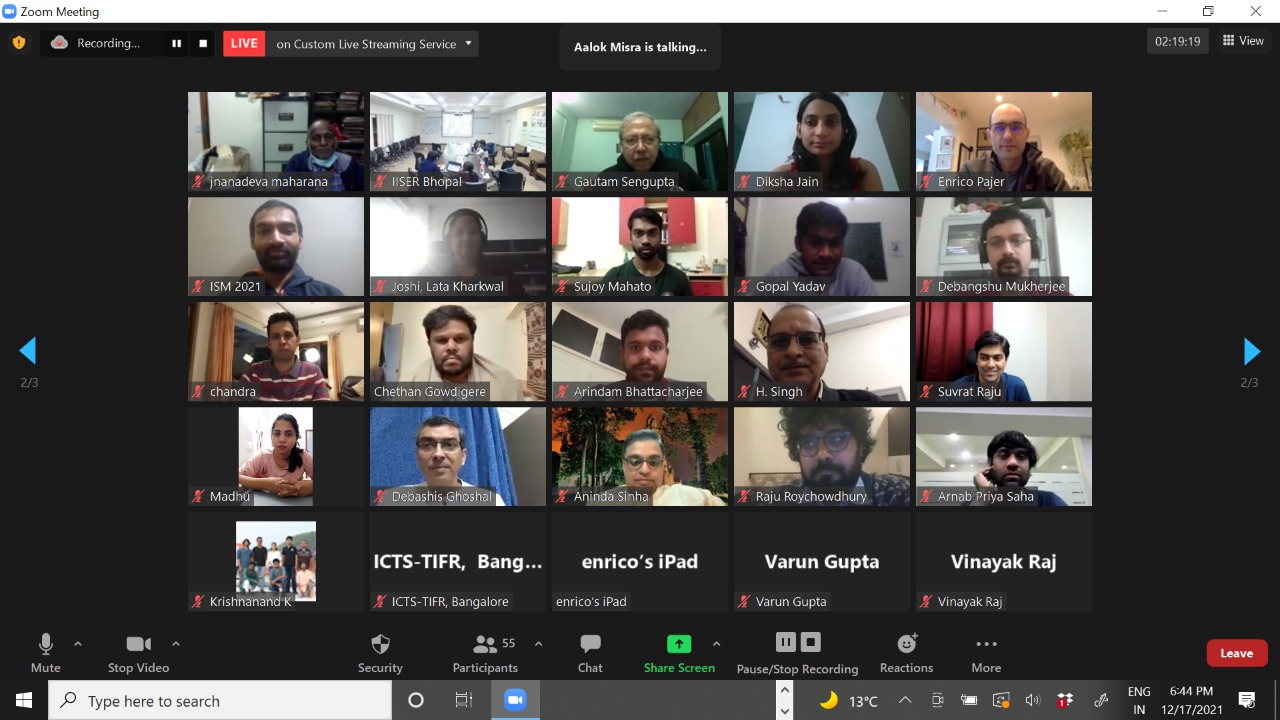 Zoom Meeting
Recording...
LIVE
on Custom Live Streaming Service
Aalok Misra is talking...
02:19:19
View
jnanadeva maharana
IISER Bhopal
Gautam Sengupta
Diksha Jain
Enrico Pajer
ISM 2021
Joshi, Lata Kharkwal
Sujoy Mahato
Gopal Yadav
Debangshu Mukherjee
2/3
2/3
chandra
Chethan Gowdigere
Arindam Bhattacharjee
H. Singh
Suvrat Raju
Madhu
Debashis Ghoshal
Aninda Sinha
Raju Roychowdhury
Arnab Priya Saha
ICTS-TIFR, Bang...
enrico's iPad
Varun Gupta
Vinayak Raj
Krishnanand K
ICTS-TIFR, Bangalore
enrico's iPad
Varun Gupta
Vinayak Raj
Mute
Stop Video
Security
55
Participants
Chat
Share Screen
Pause/Stop Recording
Reactions
More
Leave
Type here to search
13°C
1
ENG
IN
6:44 PM
12/17/2021